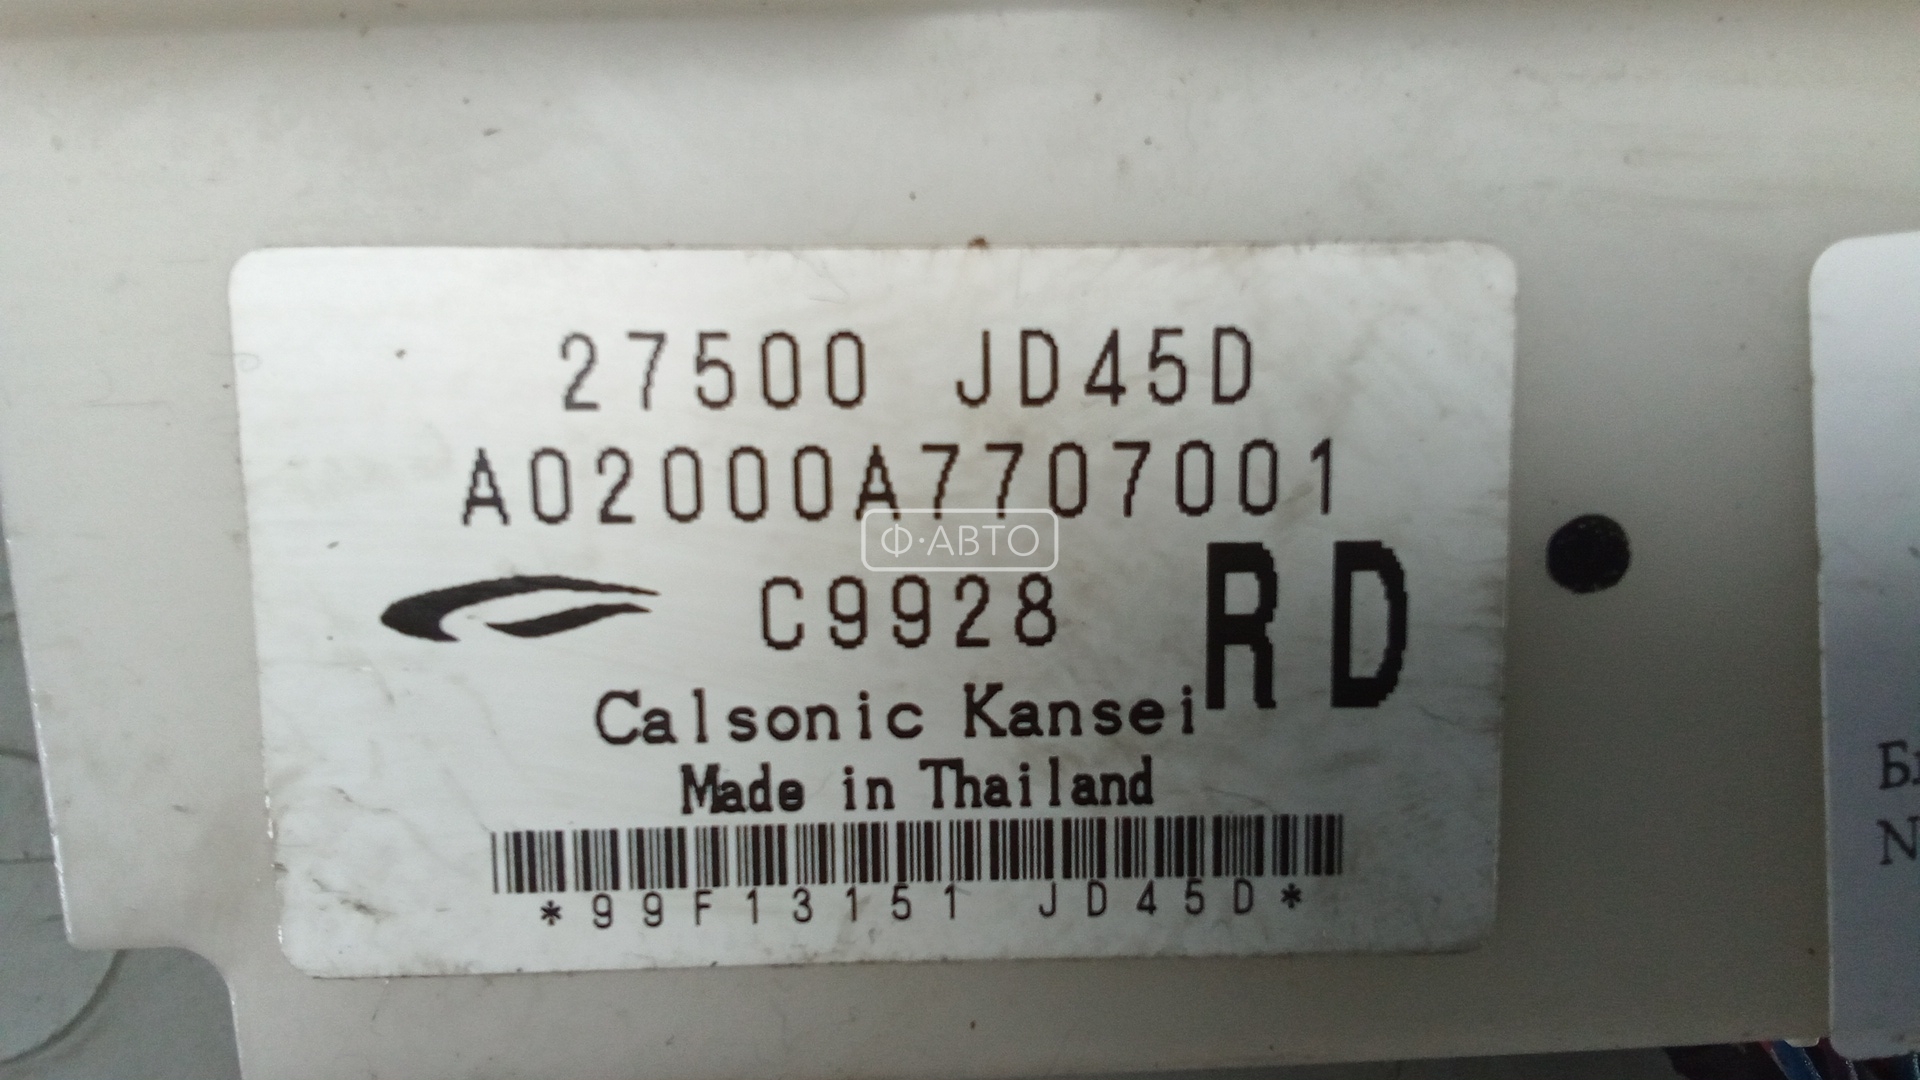 27500 JD45D
A02000A7707001
Ф·АВТО
C9928 RD
Calsonic Kansei
Made in Thailand
*99F13151 JD45D*